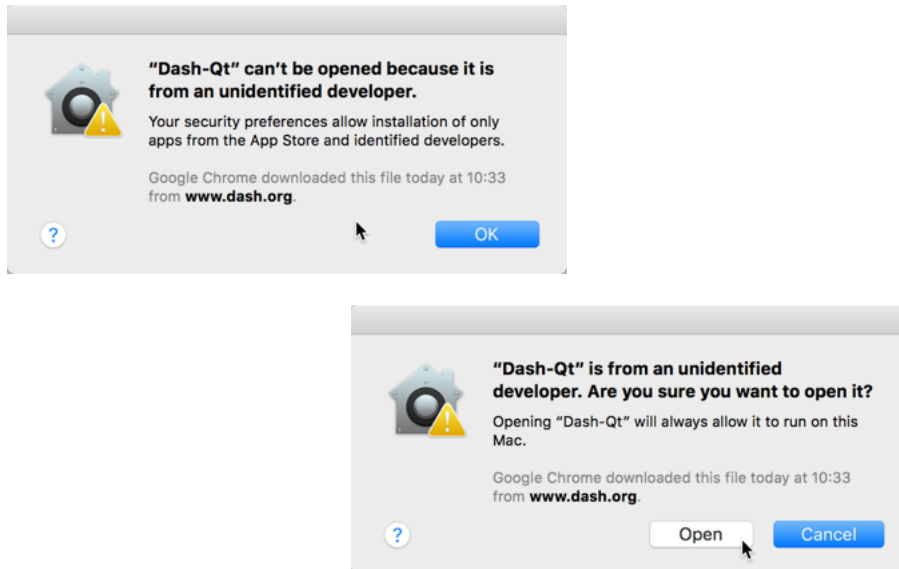 “Dash-Qt” can’t be opened because it is
from an unidentified developer.
Your security preferences allow installation of only
apps from the App Store and identified developers.
Google Chrome downloaded this file today at 10:33
from www.dash.org.
?
OK
“Dash-Qt” is from an unidentified
developer. Are you sure you want to open it?
Opening “Dash-Qt” will always allow it to run on this
Mac.
Google Chrome downloaded this file today at 10:33
from www.dash.org.
?
Open
Cancel